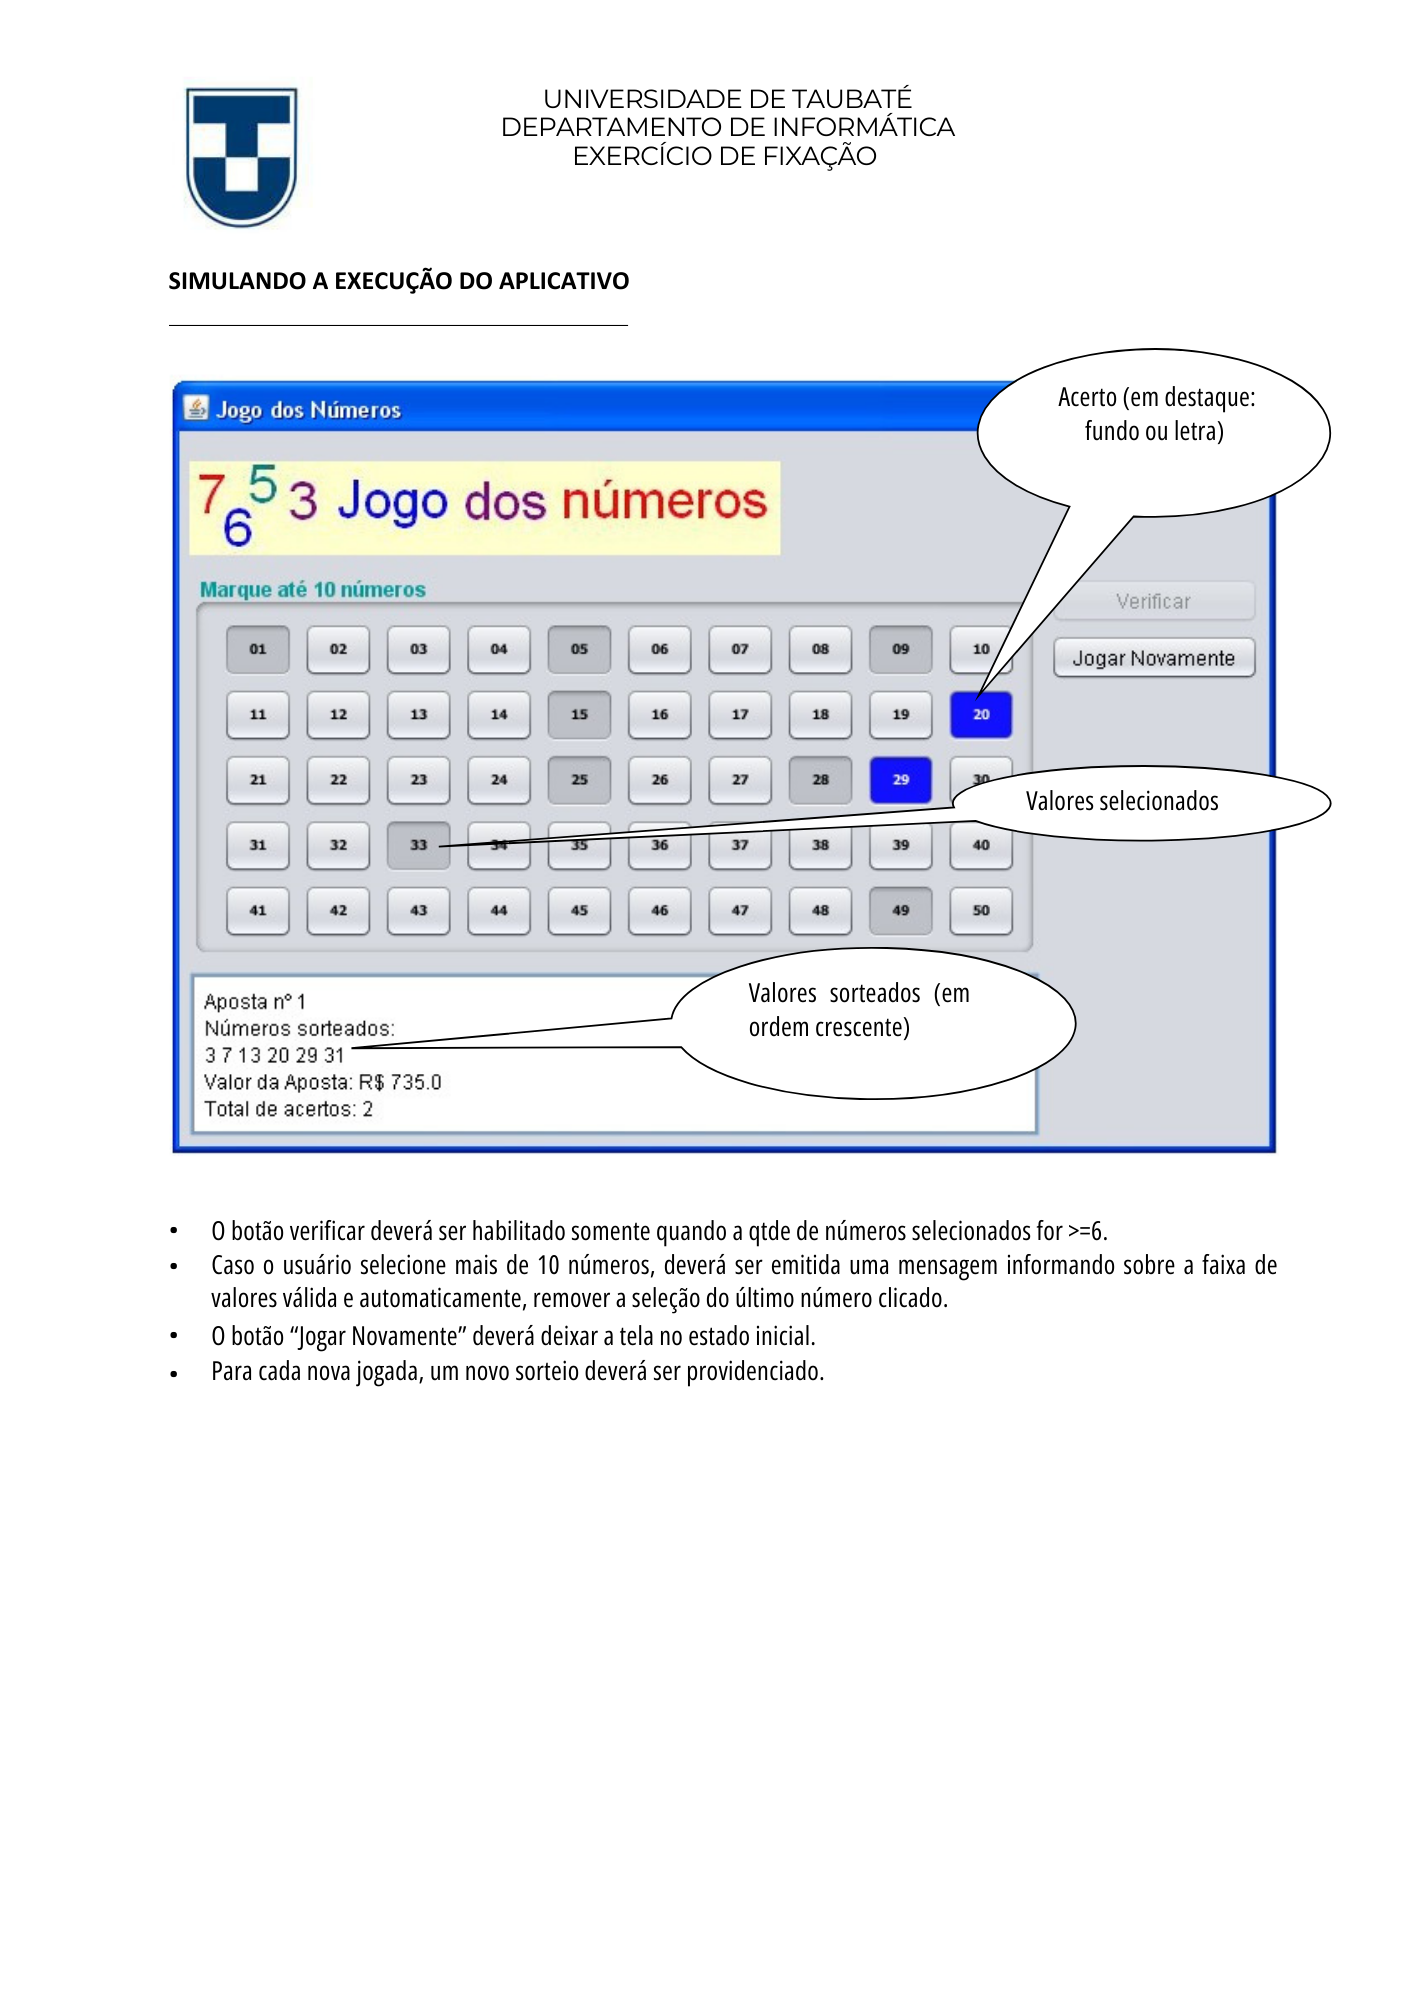 UNIVERSIDADE DE TAUBATÉ
DEPARTAMENTO DE INFORMÁTICA
EXERCÍCIO DE FIXAÇÃO
SIMULANDO A EXECUÇÃO DO APLICATIVO
Acerto (em destaque:
fundo ou letra)
Jogo dos Números
7 6 5 3 Jogo dos números
Marque até 10 números
Verificar
01 02 03 04 05 06 07 08 09 10
Jogar Novamente
11 12 13 14 15 16 17 18 19 20
21 22 23 24 25 26 27 28 29 30
Valores selecionados
31 32 33 34 35 36 37 38 39 40
41 42 43 44 45 46 47 48 49 50
Valores sorteados (em
ordem crescente)
Aposta nº 1
Números sorteados:
3 7 13 20 29 31
Valor da Aposta: R$ 735.0
Total de acertos: 2
• O botão verificar deverá ser habilitado somente quando a qtde de números selecionados for >=6.
• Caso o usuário selecione mais de 10 números, deverá ser emitida uma mensagem informando sobre a faixa de
valores válida e automaticamente, remover a seleção do último número clicado.
• O botão “Jogar Novamente” deverá deixar a tela no estado inicial.
• Para cada nova jogada, um novo sorteio deverá ser providenciado.